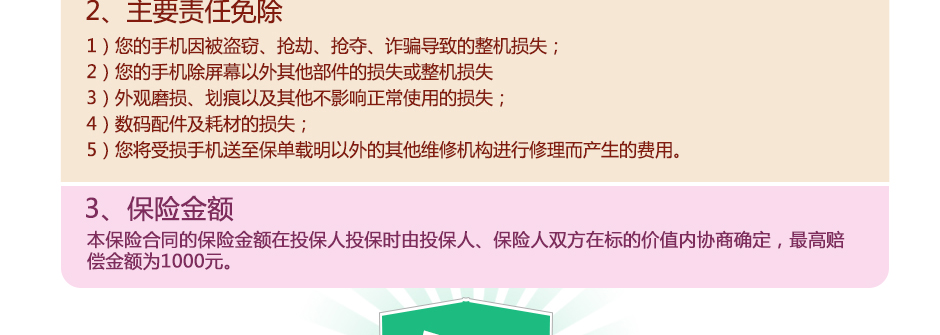 2、主要责任免除
1）您的手机因被盗窃、抢劫、抢夺、诈骗导致的整机损失；
2）您的手机除屏幕以外其他部件的损失或整机损失
3）外观磨损、划痕以及其他不影响正常使用的损失；
4）数码配件及耗材的损失；
5）您将受损手机送至保单载明以外的其他维修机构进行修理而产生的费用。
3、保险金额
本保险合同的保险金额在投保人投保时由投保人、保险人双方在标的价值内协商确定，最高赔
偿金额为1000元。